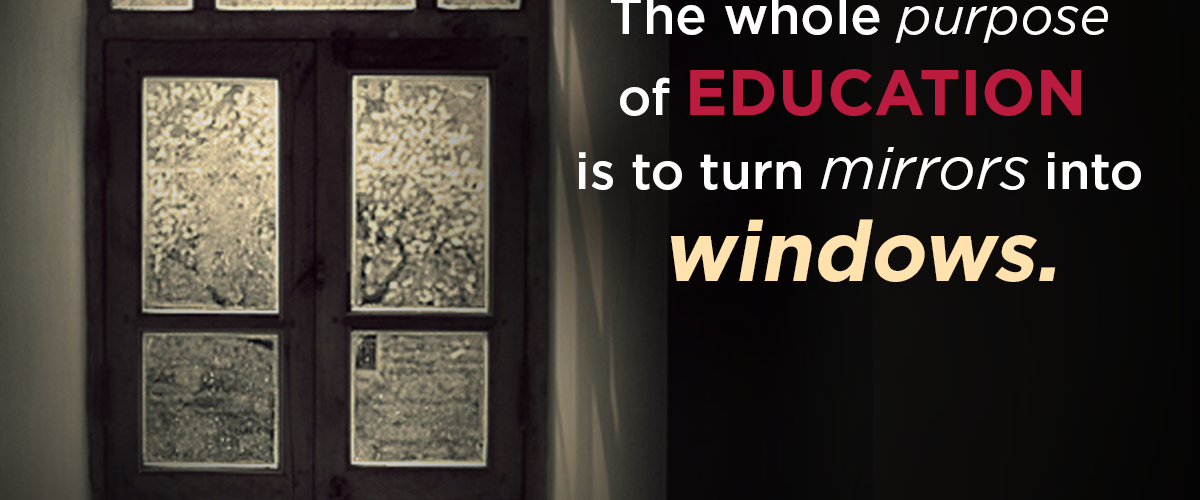 The whole purpose
of EDUCATION
is to turn mirrors into
windows.